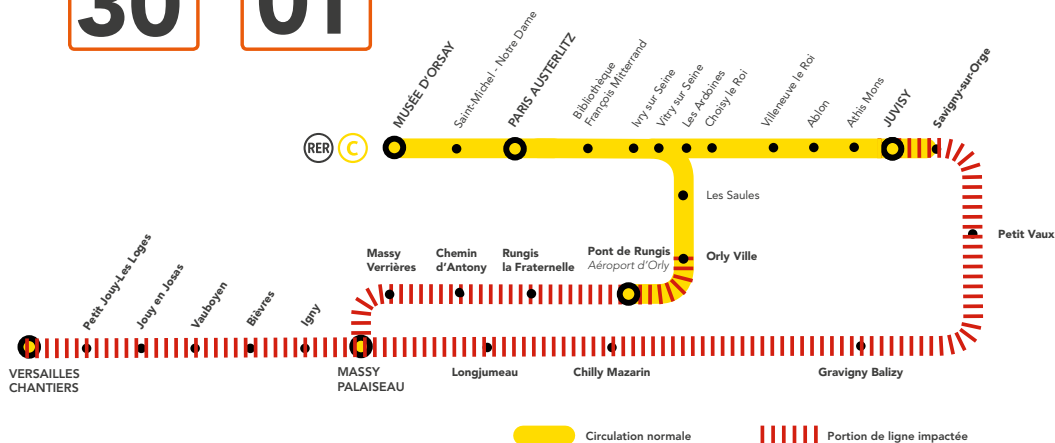 30 01
RER C
MUSÉE D'ORSAY
Saint-Michel - Notre Dame
PARIS AUSTERLITZ
Bibliothèque
François Mitterrand
Ivry sur Seine
Vitry sur Seine
Les Ardoines
Choisy le Roi
Villeneuve le Roi
Ablon
Athis Mons
JUVISY
Savigny-sur-Orge
Les Saules
Petit Vaux
Massy
Verrières
Chemin
d'Antony
Rungis
la Fraternelle
Pont de Rungis
Aéroport d'Orly
Orly Ville
Petit Jouy-Les Loges
Jouy en Josas
Vauboyen
Bièvres
Igny
VERSAILLES
CHANTIERS
MASSY
PALAISEAU
Longjumeau
Chilly Mazarin
Gravigny Balizy
Circulation normale
Portion de ligne impactée